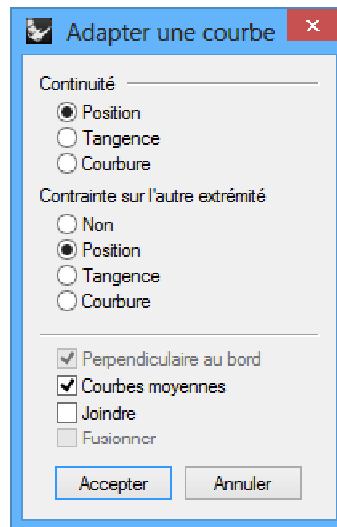 Adapter une courbe
Continuité
Position
Tangence
Courbure
Contrainte sur l'autre extrémité
Non
Position
Tangence
Courbure
Perpendiculaire au bord
Courbes moyennes
Joindre
Fusionner
Accepter
Annuler